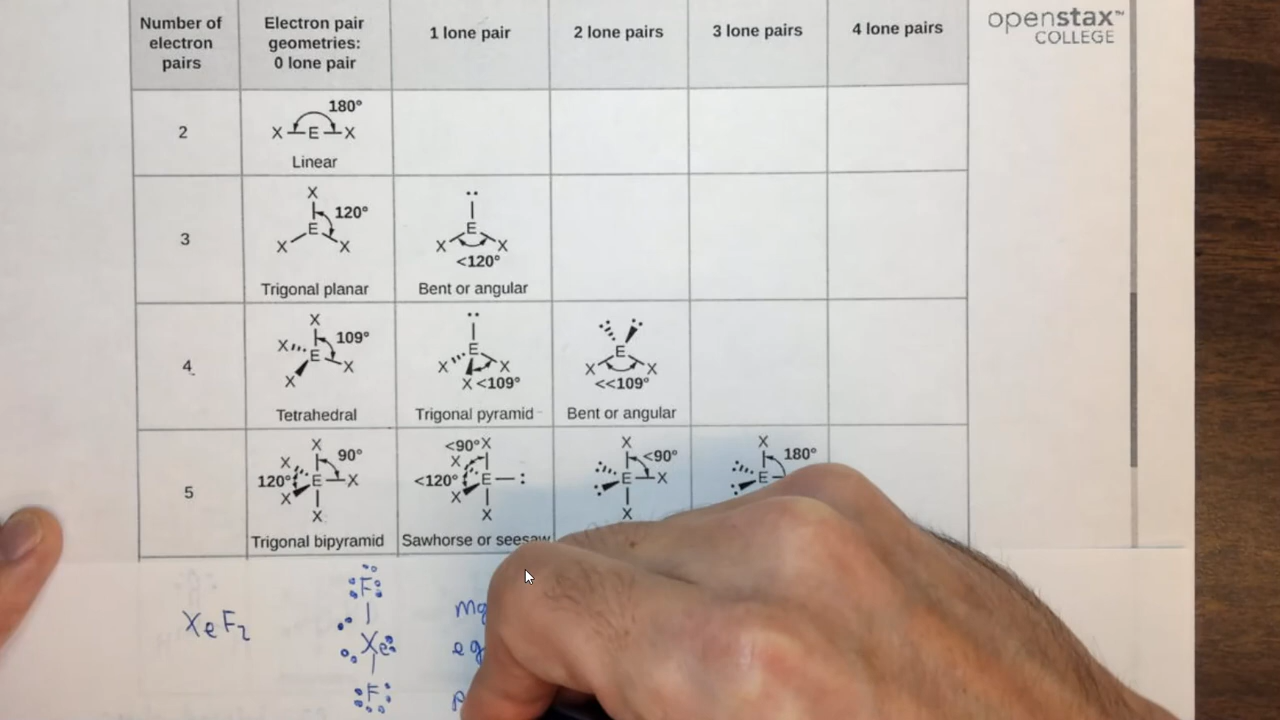 openstax™
COLLEGE
Number of electron pairs
Electron pair geometries: 0 lone pair
1 lone pair
2 lone pairs
3 lone pairs
4 lone pairs
2
180°
X E X
Linear
3
X
120°
E
X X
Trigonal planar
E
X X
<120°
Bent or angular
4
X
109°
X E
X X
Tetrahedral
E
X X
X <109°
Trigonal pyramid
E
X X
<<109°
Bent or angular
5
X
90°
X
120° E X
X
X
Trigonal bipyramid
<90° X
X
<120° E
X
X
Sawhorse or seesaw
X
<90°
E X
X
X
180°
E
XeF2
F
Xe
F